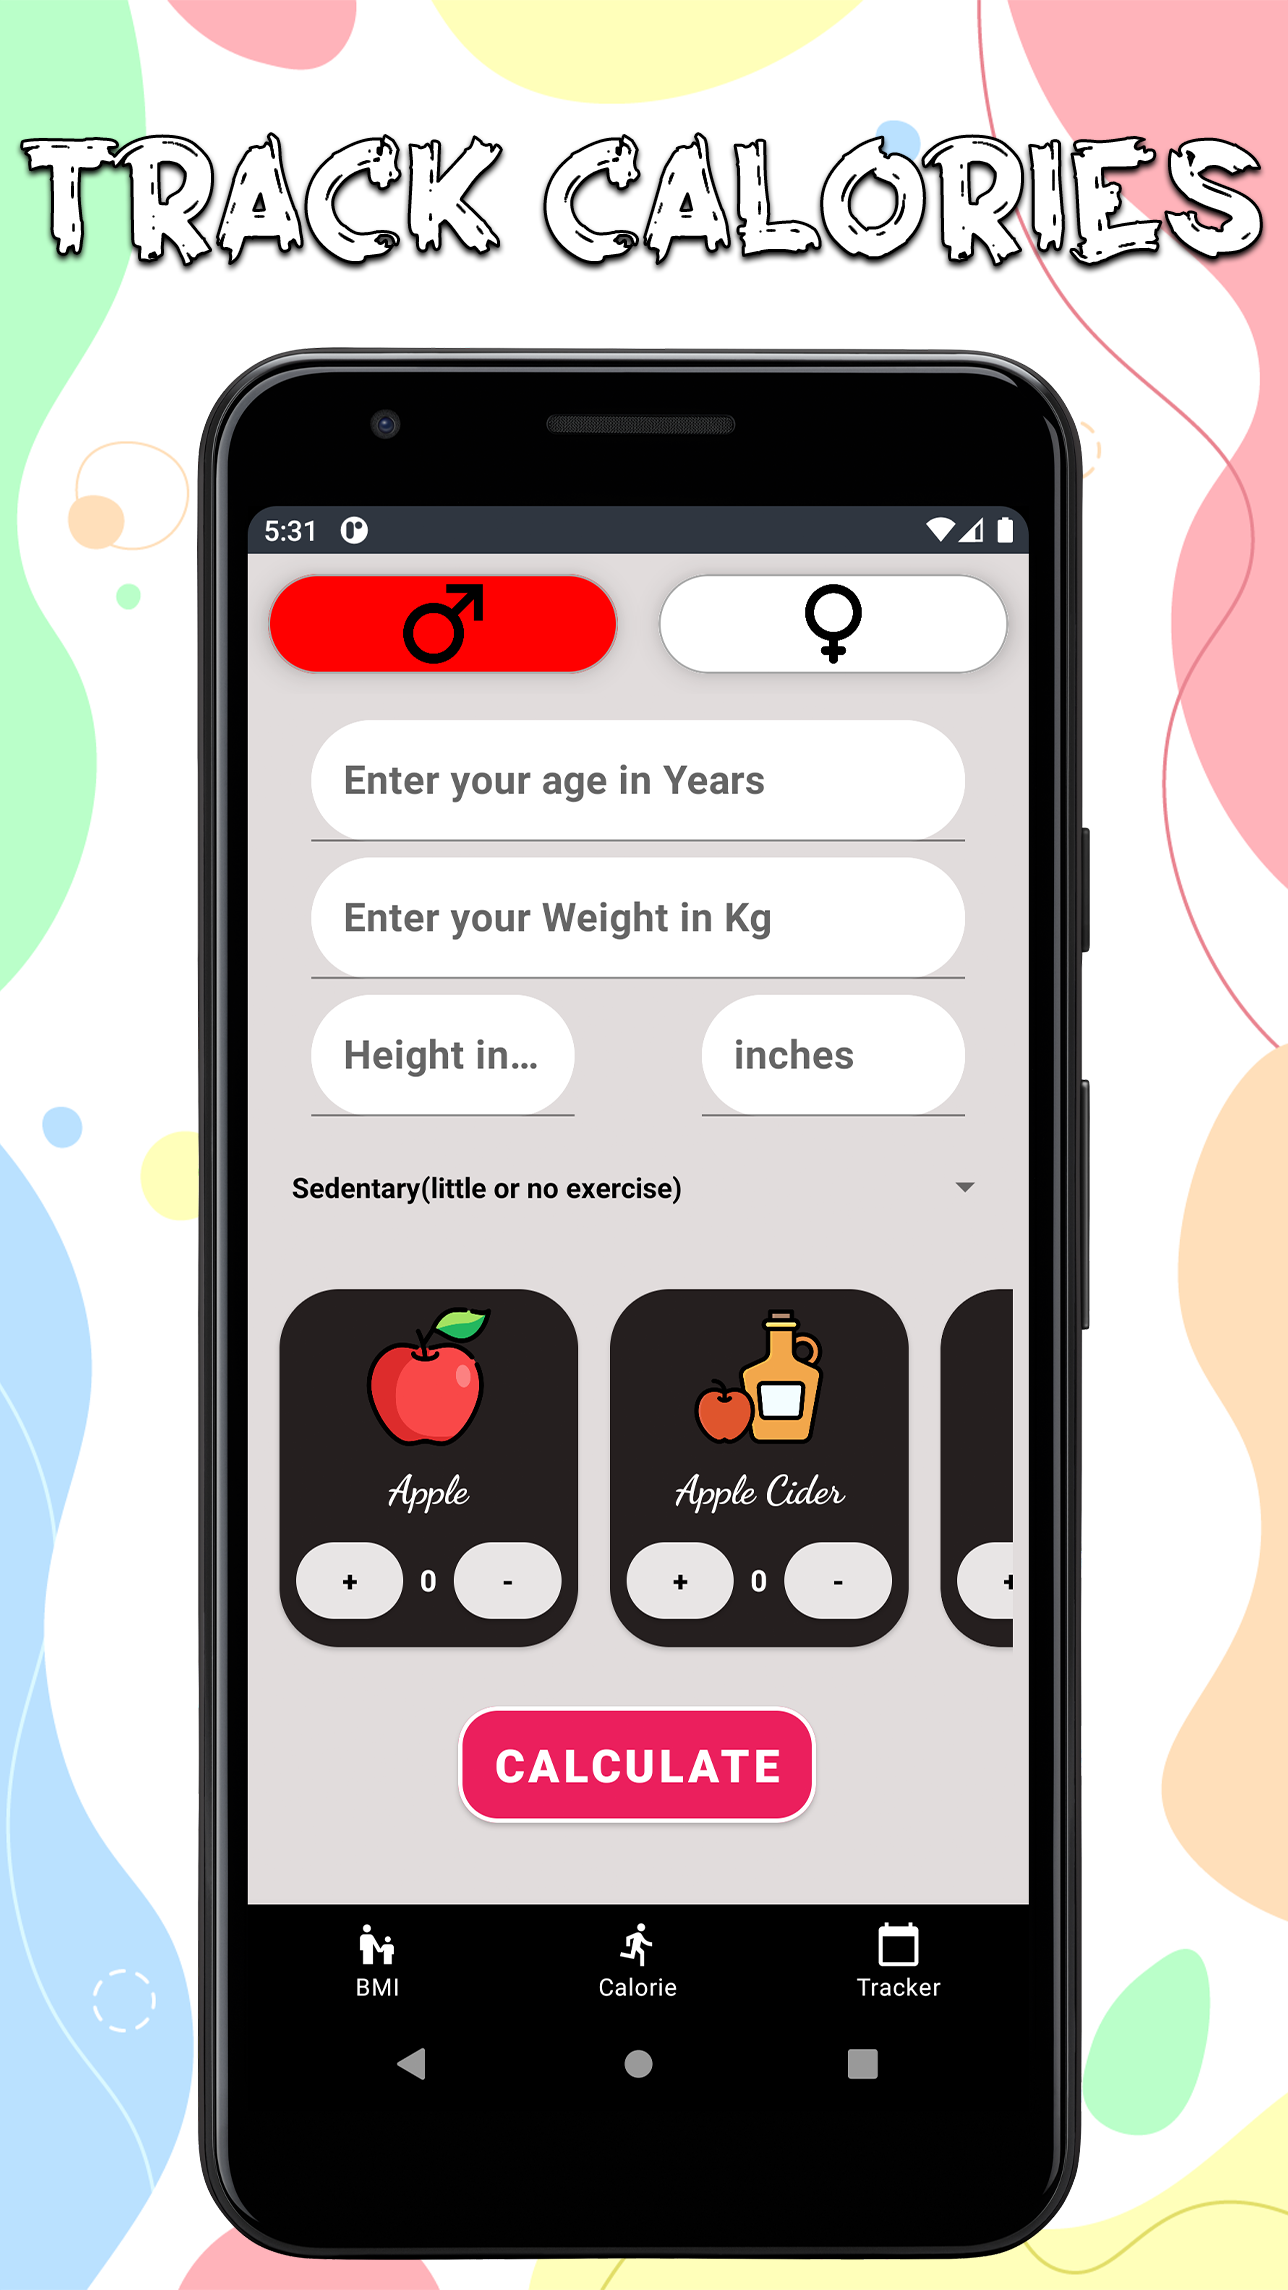 TRACK CALORIES
5:31
Enter your age in Years
Enter your Weight in Kg
Height in... inches
Sedentary(little or no exercise)
Apple Apple Cider
+ 0 - + 0 - +
CALCULATE
BMI Calorie Tracker